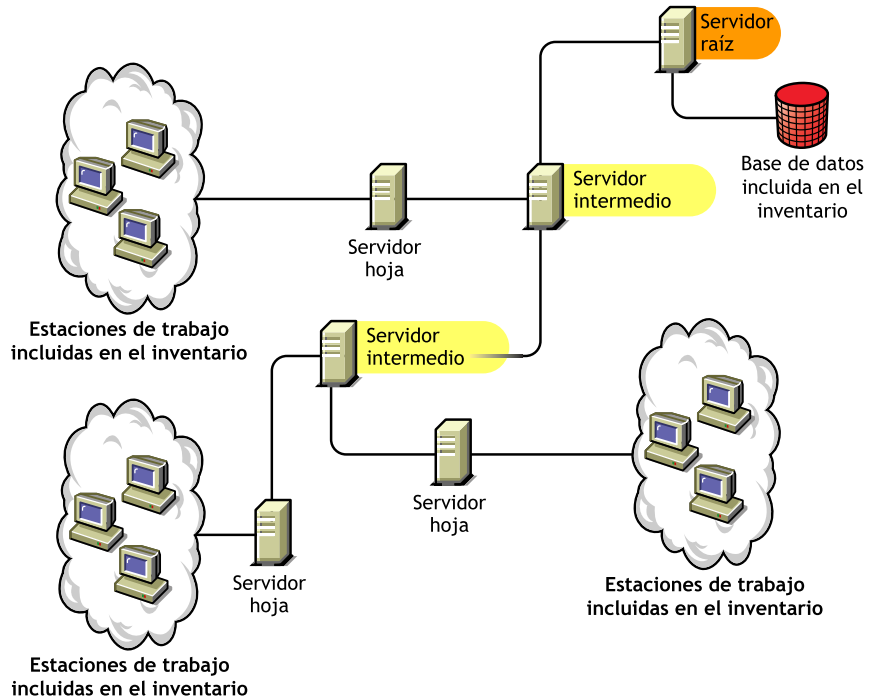 Servidor
raíz
Base de datos
incluida en el
inventario
Servidor
intermedio
Servidor
hoja
Estaciones de trabajo
incluidas en el inventario
Servidor
intermedio
Servidor
hoja
Servidor
hoja
Estaciones de trabajo
incluidas en el inventario
Estaciones de trabajo
incluidas en el inventario